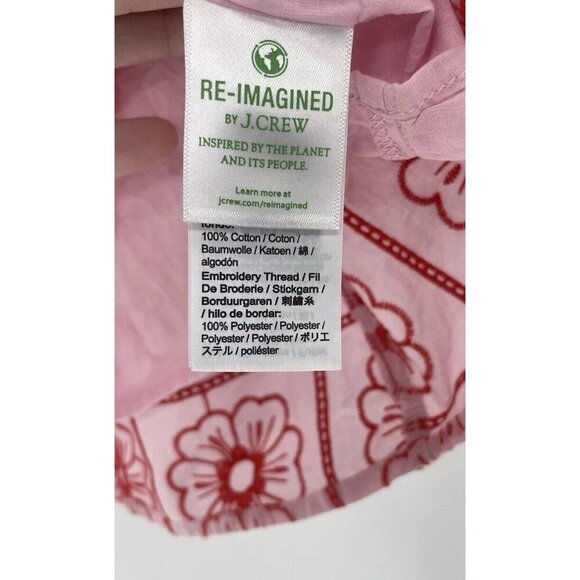 RE-IMAGINED
BY J.CREW
INSPIRED BY THE PLANET
AND ITS PEOPLE.
Learn more at
jcrew.com/reimagined
fondo:
100% Cotton / Coton /
Baumwolle / Katoen / 綿 /
algodón
Embroidery Thread / Fil
De Broderie / Stickgarn /
Borduurgaren / 刺繍糸
/ hilo de bordar:
100% Polyester / Polyester /
Polyester / Polyester / ポリエ
ステル / poliéster